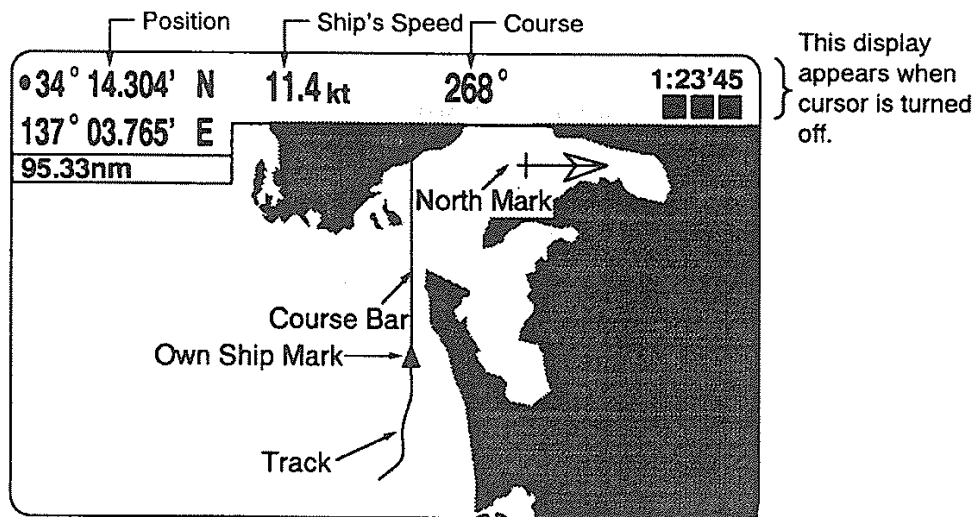 Position
Ship's Speed
Course
34° 14.304' N
11.4 kt
268°
1:23'45
137° 03.765' E
95.33nm
This display
appears when
cursor is turned
off.
North Mark
Course Bar
Own Ship Mark
Track